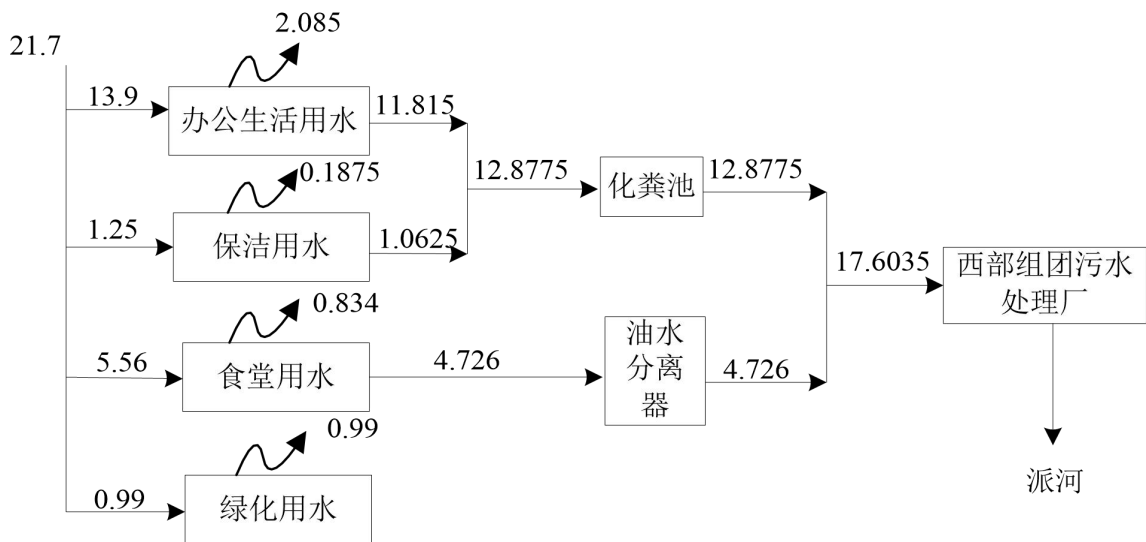 2.085
21.7
13.9
办公生活用水
11.815
0.1875
12.8775
化粪池
12.8775
1.25
保洁用水
1.0625
17.6035
西部组团污水
处理厂
0.834
5.56
食堂用水
4.726
油水
分离
器
4.726
0.99
派河
0.99
绿化用水